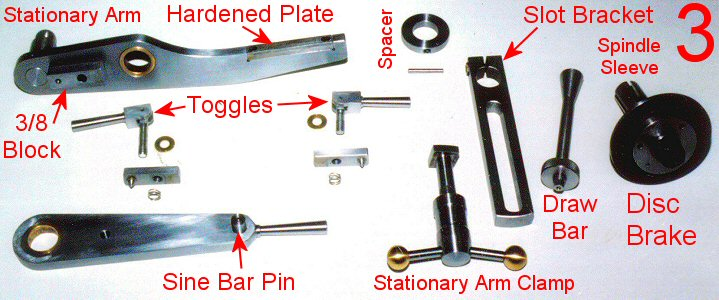 Stationary Arm
Hardened Plate
Spacer
Slot Bracket
Spindle
Sleeve
3
3/8
Block
Toggles
Draw
Bar
Disc
Brake
Sine Bar Pin
Stationary Arm Clamp